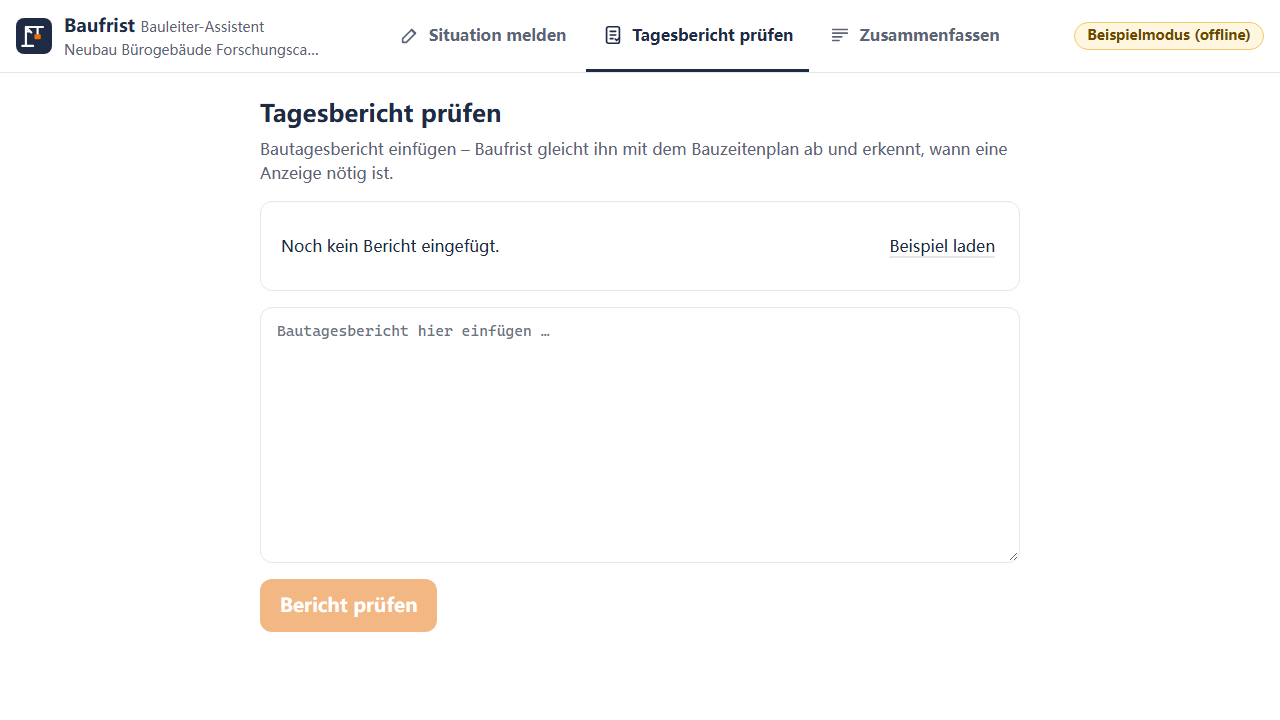 Baufrist Bauleiter-Assistent
Neubau Bürogebäude Forschungsca...
Situation melden
Tagesbericht prüfen
Zusammenfassen
Beispielmodus (offline)
Tagesbericht prüfen
Bautagesbericht einfügen – Baufrist gleicht ihn mit dem Bauzeitenplan ab und erkennt, wann eine
Anzeige nötig ist.
Noch kein Bericht eingefügt.
Beispiel laden
Bautagesbericht hier einfügen …
Bericht prüfen